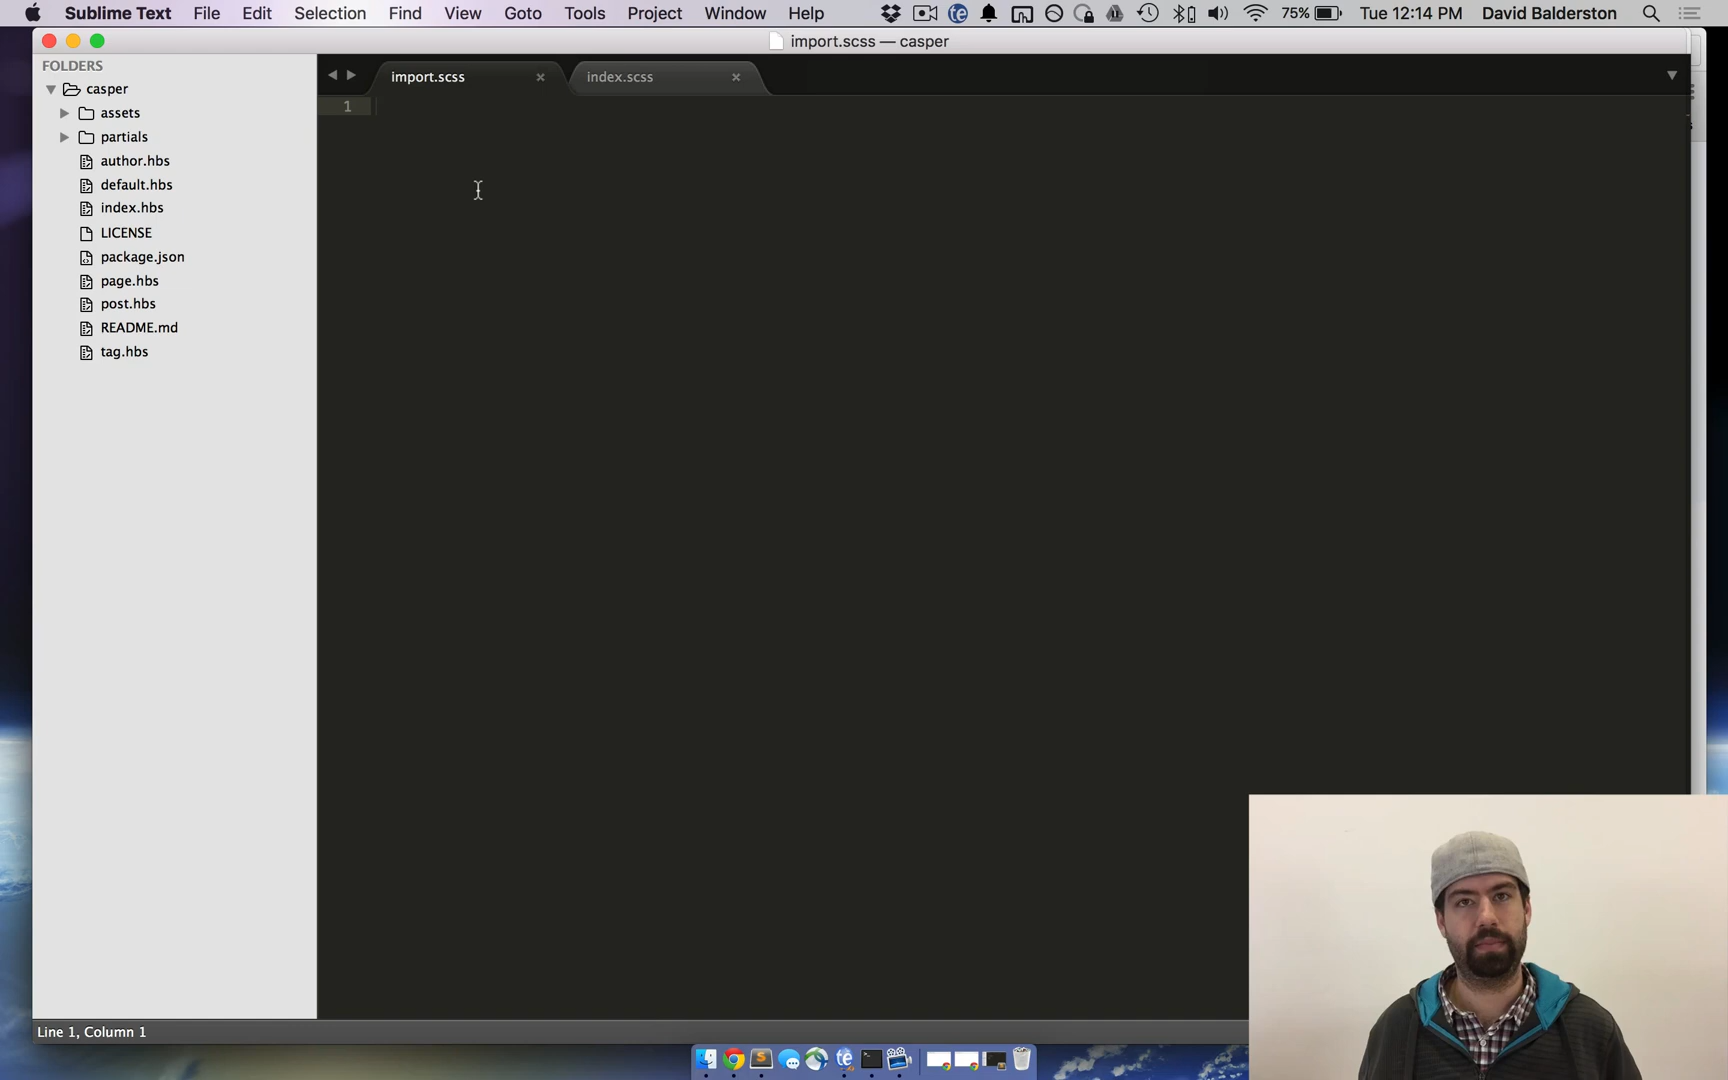 Sublime Text File Edit Selection Find View Goto Tools Project Window Help te 75% Tue 12:14 PM David Balderston
import.scss — casper
FOLDERS
casper
assets
partials
author.hbs
default.hbs
index.hbs
LICENSE
package.json
page.hbs
post.hbs
README.md
tag.hbs
import.scss index.scss
1
Line 1, Column 1
S te